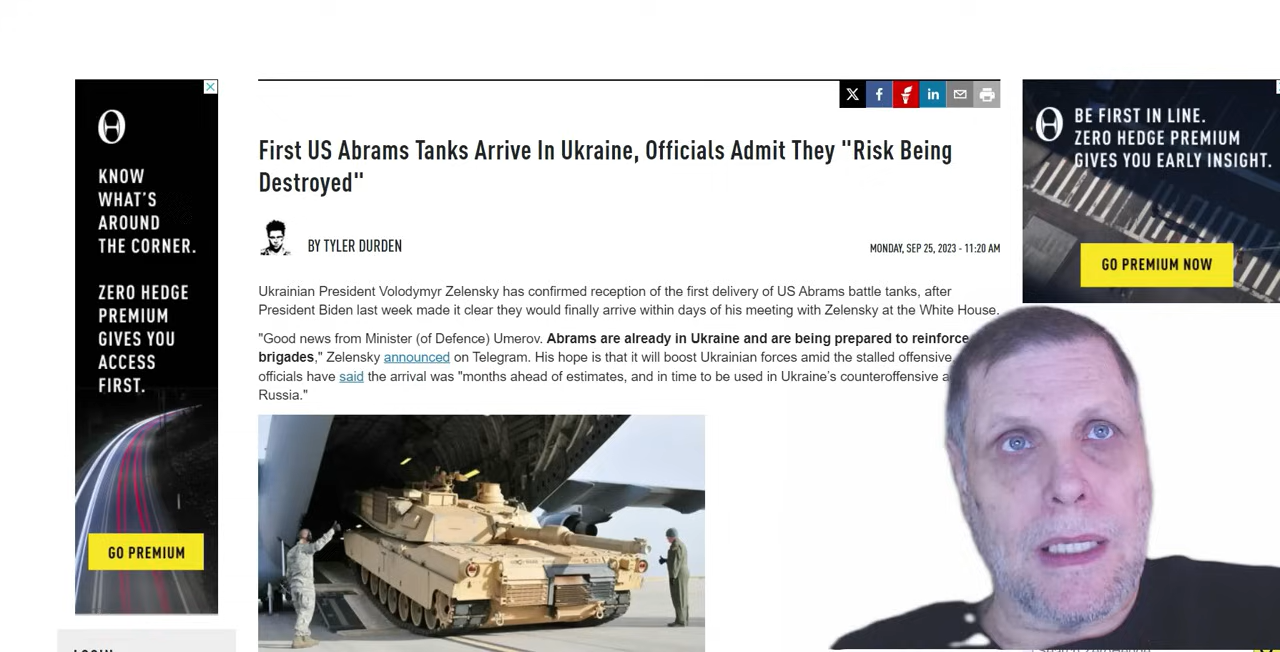 KNOW
WHAT'S
AROUND
THE CORNER.
ZERO HEDGE
PREMIUM
GIVES YOU
ACCESS
FIRST.
GO PREMIUM
First US Abrams Tanks Arrive In Ukraine, Officials Admit They "Risk Being
Destroyed"
BY TYLER DURDEN
MONDAY, SEP 25, 2023 - 11:20 AM
Ukrainian President Volodymyr Zelensky has confirmed reception of the first delivery of US Abrams battle tanks, after
President Biden last week made it clear they would finally arrive within days of his meeting with Zelensky at the White House.
"Good news from Minister (of Defence) Umerov. Abrams are already in Ukraine and are being prepared to reinforce
brigades," Zelensky announced on Telegram. His hope is that it will boost Ukrainian forces amid the stalled offensive
officials have said the arrival was "months ahead of estimates, and in time to be used in Ukraine's counteroffensive
Russia."
BE FIRST IN LINE.
ZERO HEDGE PREMIUM
GIVES YOU EARLY INSIGHT.
GO PREMIUM NOW